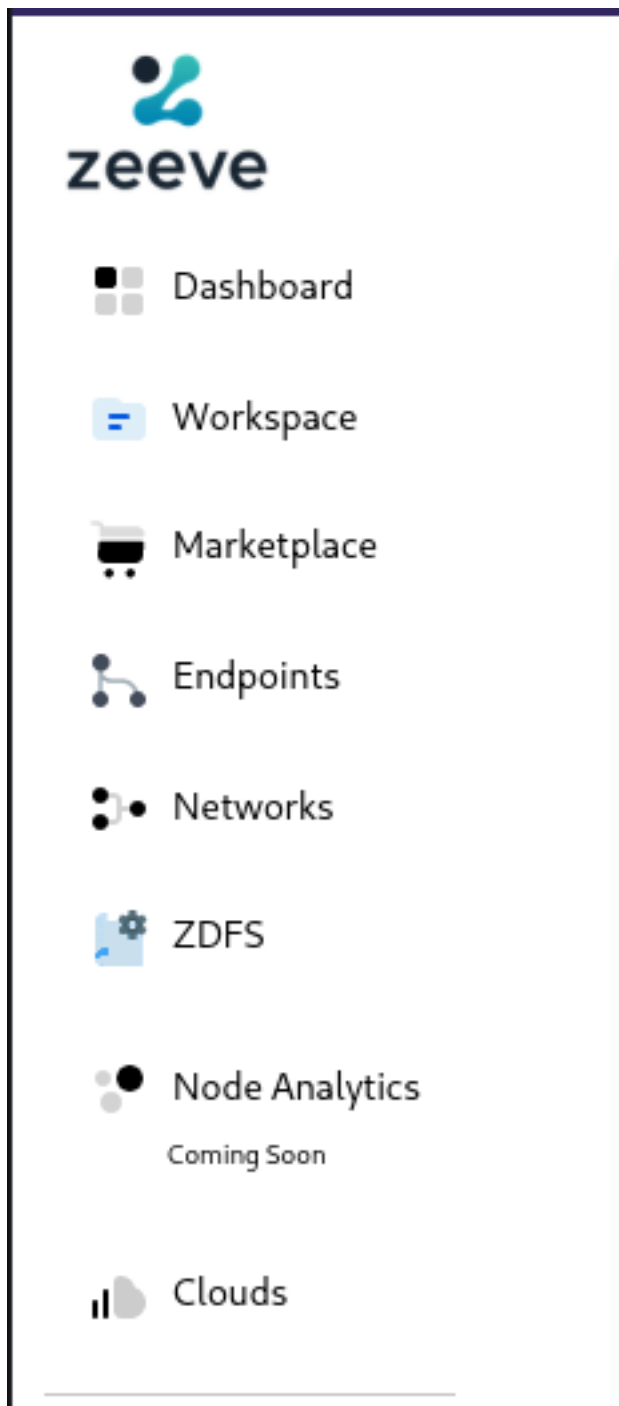 zeeve
Dashboard
Workspace
Marketplace
Endpoints
Networks
ZDFS
Node Analytics
Coming Soon
Clouds